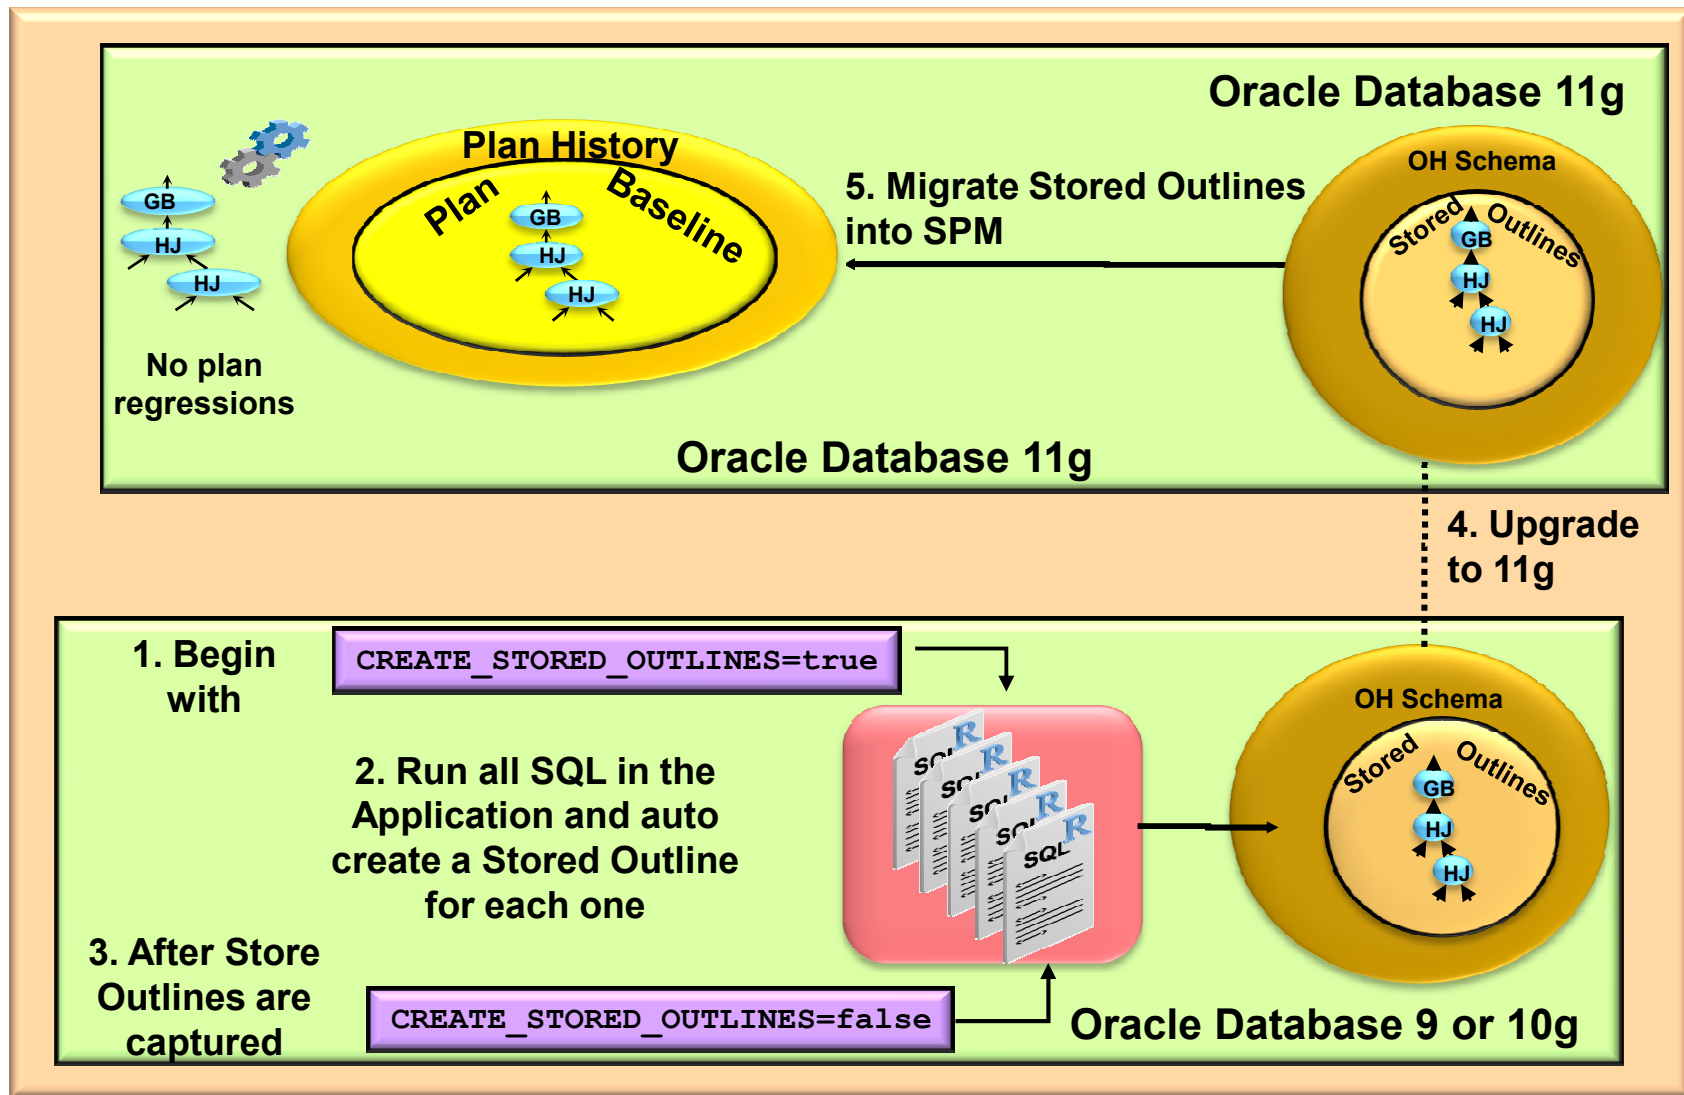 Oracle Database 11g
Plan History
Plan Baseline
GB
HJ
HJ
GB
HJ
HJ
No plan
regressions
5. Migrate Stored Outlines
into SPM
OH Schema
Stored Outlines
GB
HJ
HJ
Oracle Database 11g
4. Upgrade
to 11g
1. Begin
with
CREATE_STORED_OUTLINES=true
2. Run all SQL in the
Application and auto
create a Stored Outline
for each one
R
SQL
R
SQL
R
SQL
R
SQL
R
SQL
OH Schema
Stored Outlines
GB
HJ
HJ
3. After Store
Outlines are
captured
CREATE_STORED_OUTLINES=false
Oracle Database 9 or 10g